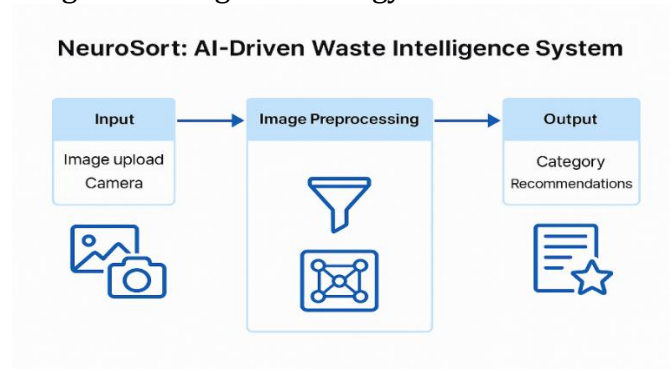 NeuroSort: AI-Driven Waste Intelligence System
Input
Image Preprocessing
Output
Image upload
Camera
Category
Recommendations